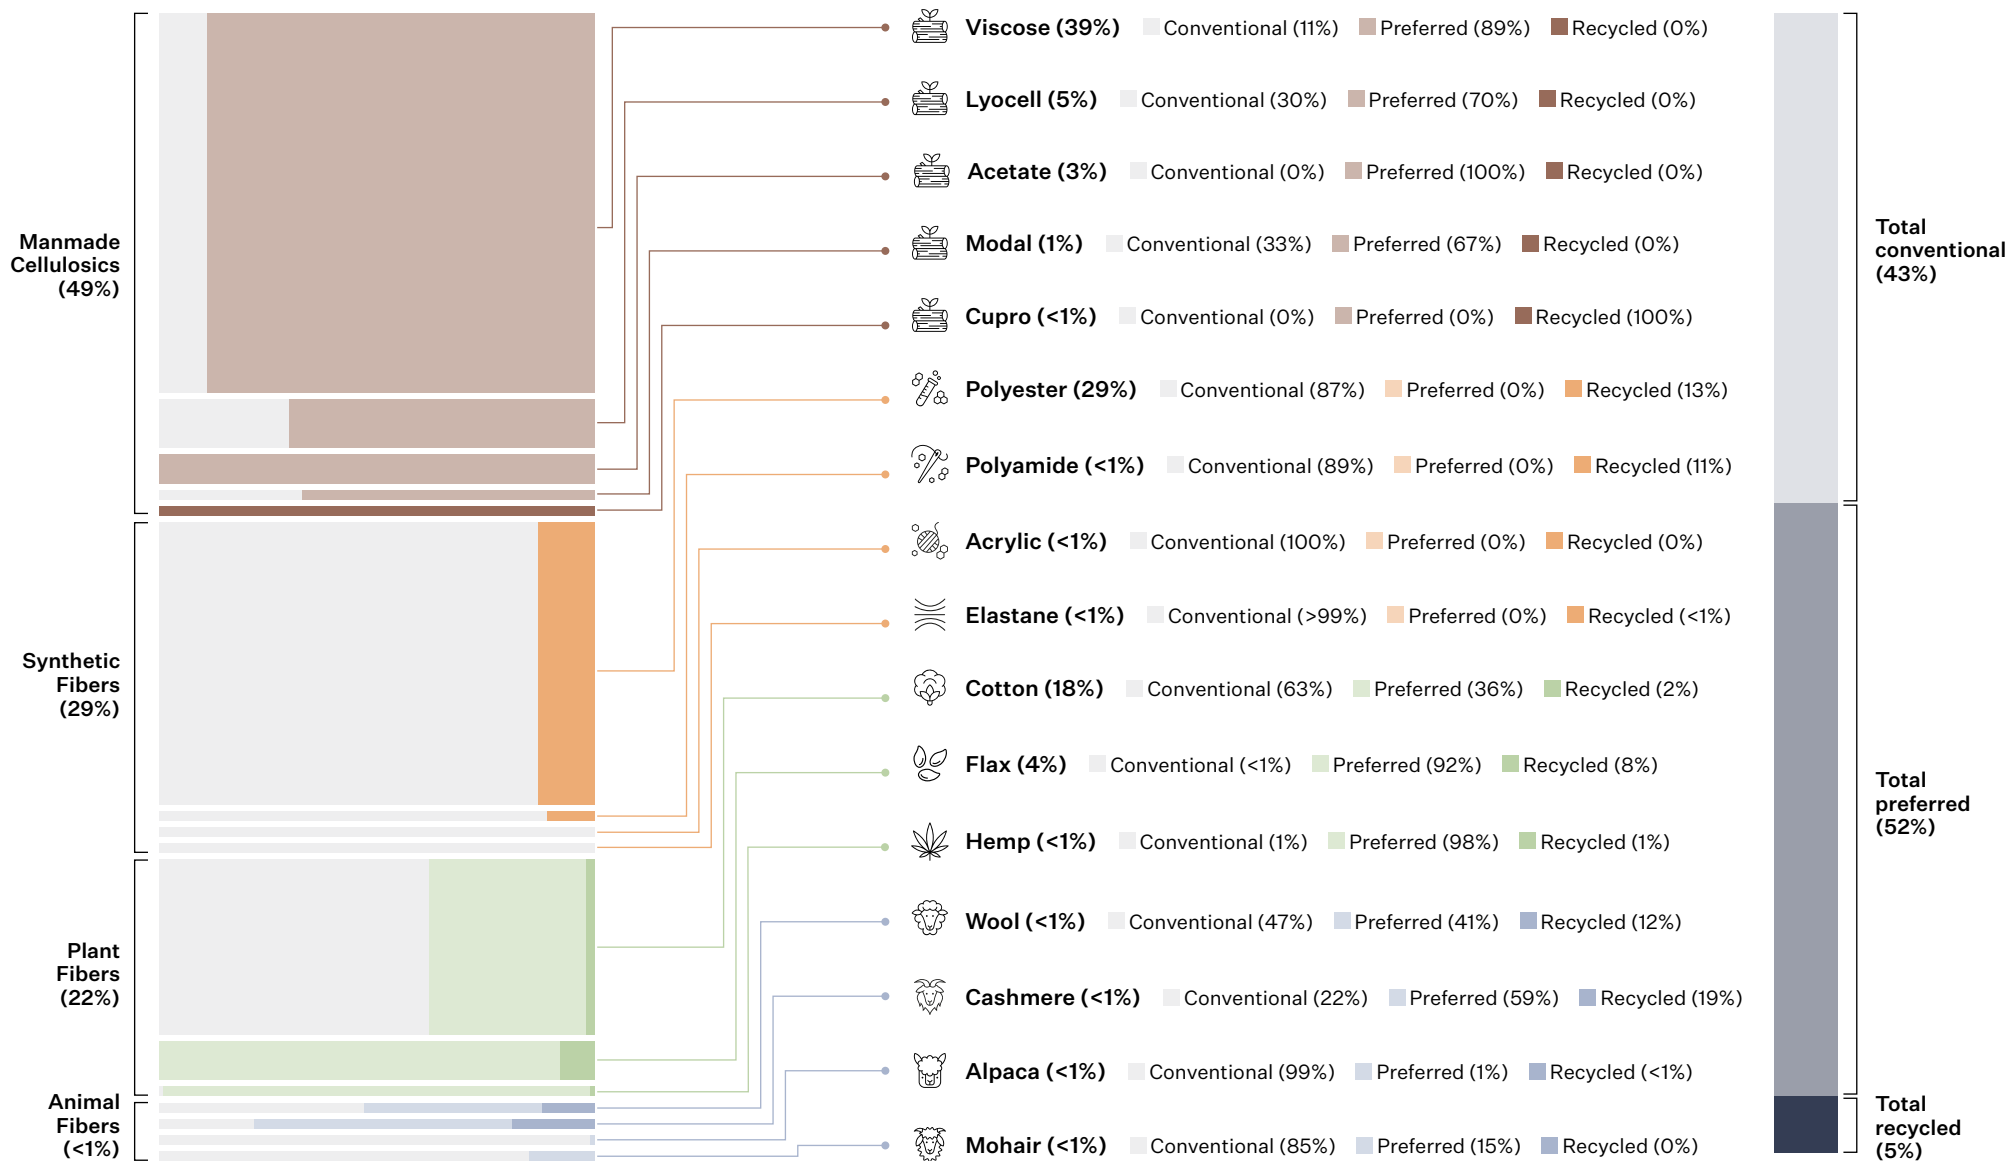 Manmade
Cellulosics
(49%)
Synthetic
Fibers
(29%)
Plant
Fibers
(22%)
Animal
Fibers
(<1%)
Viscose (39%) Conventional (11%) Preferred (89%) Recycled (0%)
Lyocell (5%) Conventional (30%) Preferred (70%) Recycled (0%)
Acetate (3%) Conventional (0%) Preferred (100%) Recycled (0%)
Modal (1%) Conventional (33%) Preferred (67%) Recycled (0%)
Cupro (<1%) Conventional (0%) Preferred (0%) Recycled (100%)
Polyester (29%) Conventional (87%) Preferred (0%) Recycled (13%)
Polyamide (<1%) Conventional (89%) Preferred (0%) Recycled (11%)
Acrylic (<1%) Conventional (100%) Preferred (0%) Recycled (0%)
Elastane (<1%) Conventional (>99%) Preferred (0%) Recycled (<1%)
Cotton (18%) Conventional (63%) Preferred (36%) Recycled (2%)
Flax (4%) Conventional (<1%) Preferred (92%) Recycled (8%)
Hemp (<1%) Conventional (1%) Preferred (98%) Recycled (1%)
Wool (<1%) Conventional (47%) Preferred (41%) Recycled (12%)
Cashmere (<1%) Conventional (22%) Preferred (59%) Recycled (19%)
Alpaca (<1%) Conventional (99%) Preferred (1%) Recycled (<1%)
Mohair (<1%) Conventional (85%) Preferred (15%) Recycled (0%)
Total
conventional
(43%)
Total
preferred
(52%)
Total
recycled
(5%)